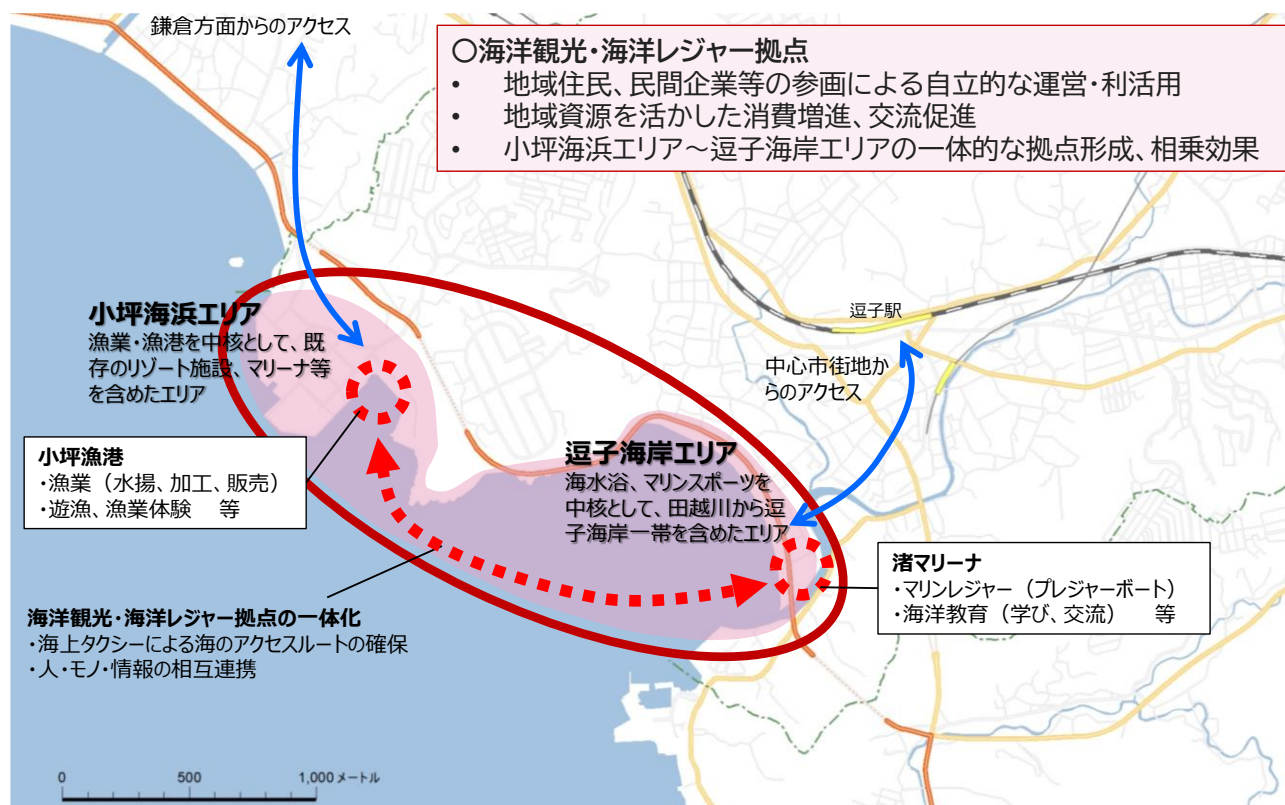 鎌倉方面からのアクセス
〇海洋観光・海洋レジャー拠点
• 地域住民、民間企業等の参画による自立的な運営・利活用
• 地域資源を活かした消費増進、交流促進
• 小坪海浜エリア～逗子海岸エリアの一体的な拠点形成、相乗効果
小坪海浜エリア
漁業・漁港を中核として、既
存のリゾート施設、マリーナ等
を含めたエリア
逗子駅
中心市街地か
らのアクセス
小坪漁港
・漁業（水揚、加工、販売）
・遊漁、漁業体験　等
逗子海岸エリア
海水浴、マリンスポーツを
中核として、田越川から逗
子海岸一帯を含めたエリア
渚マリーナ
・マリンレジャー（プレジャーボート）
・海洋教育（学び、交流）　等
海洋観光・海洋レジャー拠点の一体化
・海上タクシーによる海のアクセスルートの確保
・人・モノ・情報の相互連携
0 500 1,000 メートル